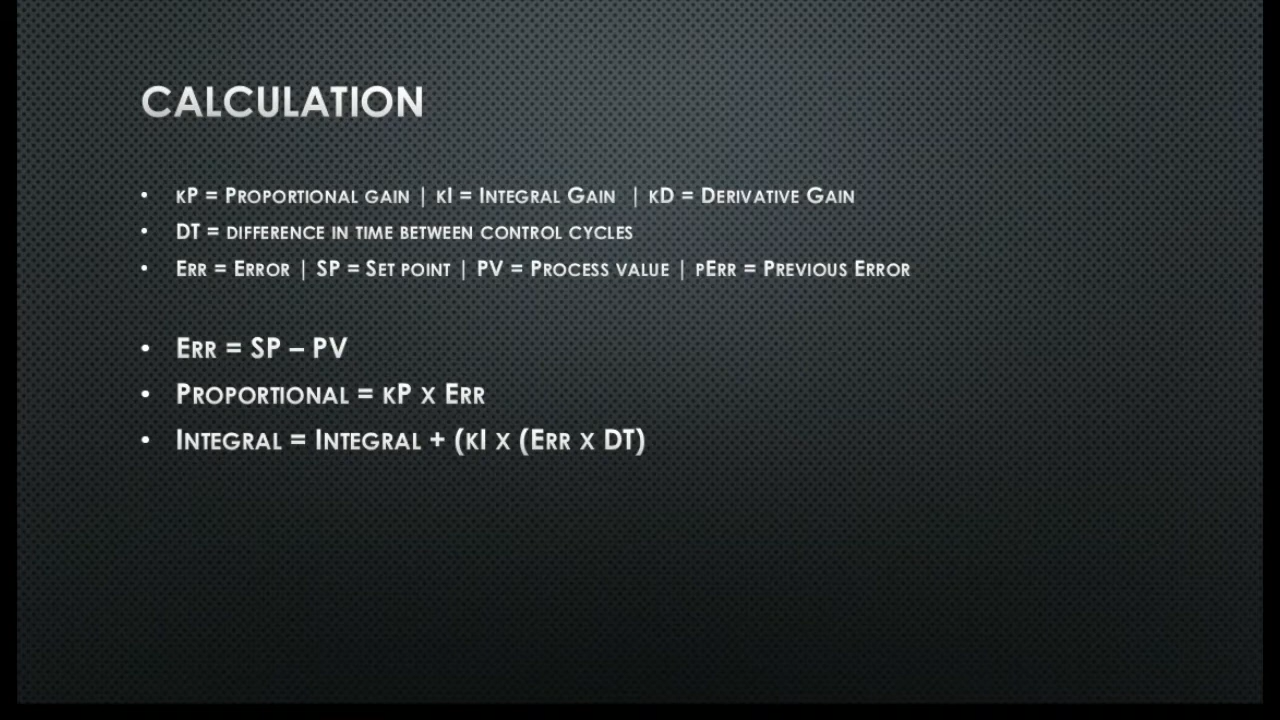 CALCULATION
• kP = Proportional gain | kI = Integral Gain | kD = Derivative Gain
• DT = difference in time between control cycles
• Err = Error | SP = Set point | PV = Process value | pErr = Previous Error
• Err = SP – PV
• Proportional = kP x Err
• Integral = Integral + (kI x (Err x DT)